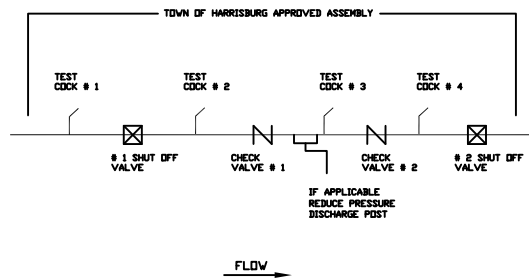 TOWN OF HARRISBURG APPROVED ASSEMBLY
TEST
COCK # 1
TEST
COCK # 2
TEST
COCK # 3
TEST
COCK # 4
# 1 SHUT OFF
VALVE
CHECK
VALVE # 1
CHECK
VALVE # 2
# 2 SHUT OFF
VALVE
IF APPLICABLE
REDUCE PRESSURE
DISCHARGE POST
FLOW